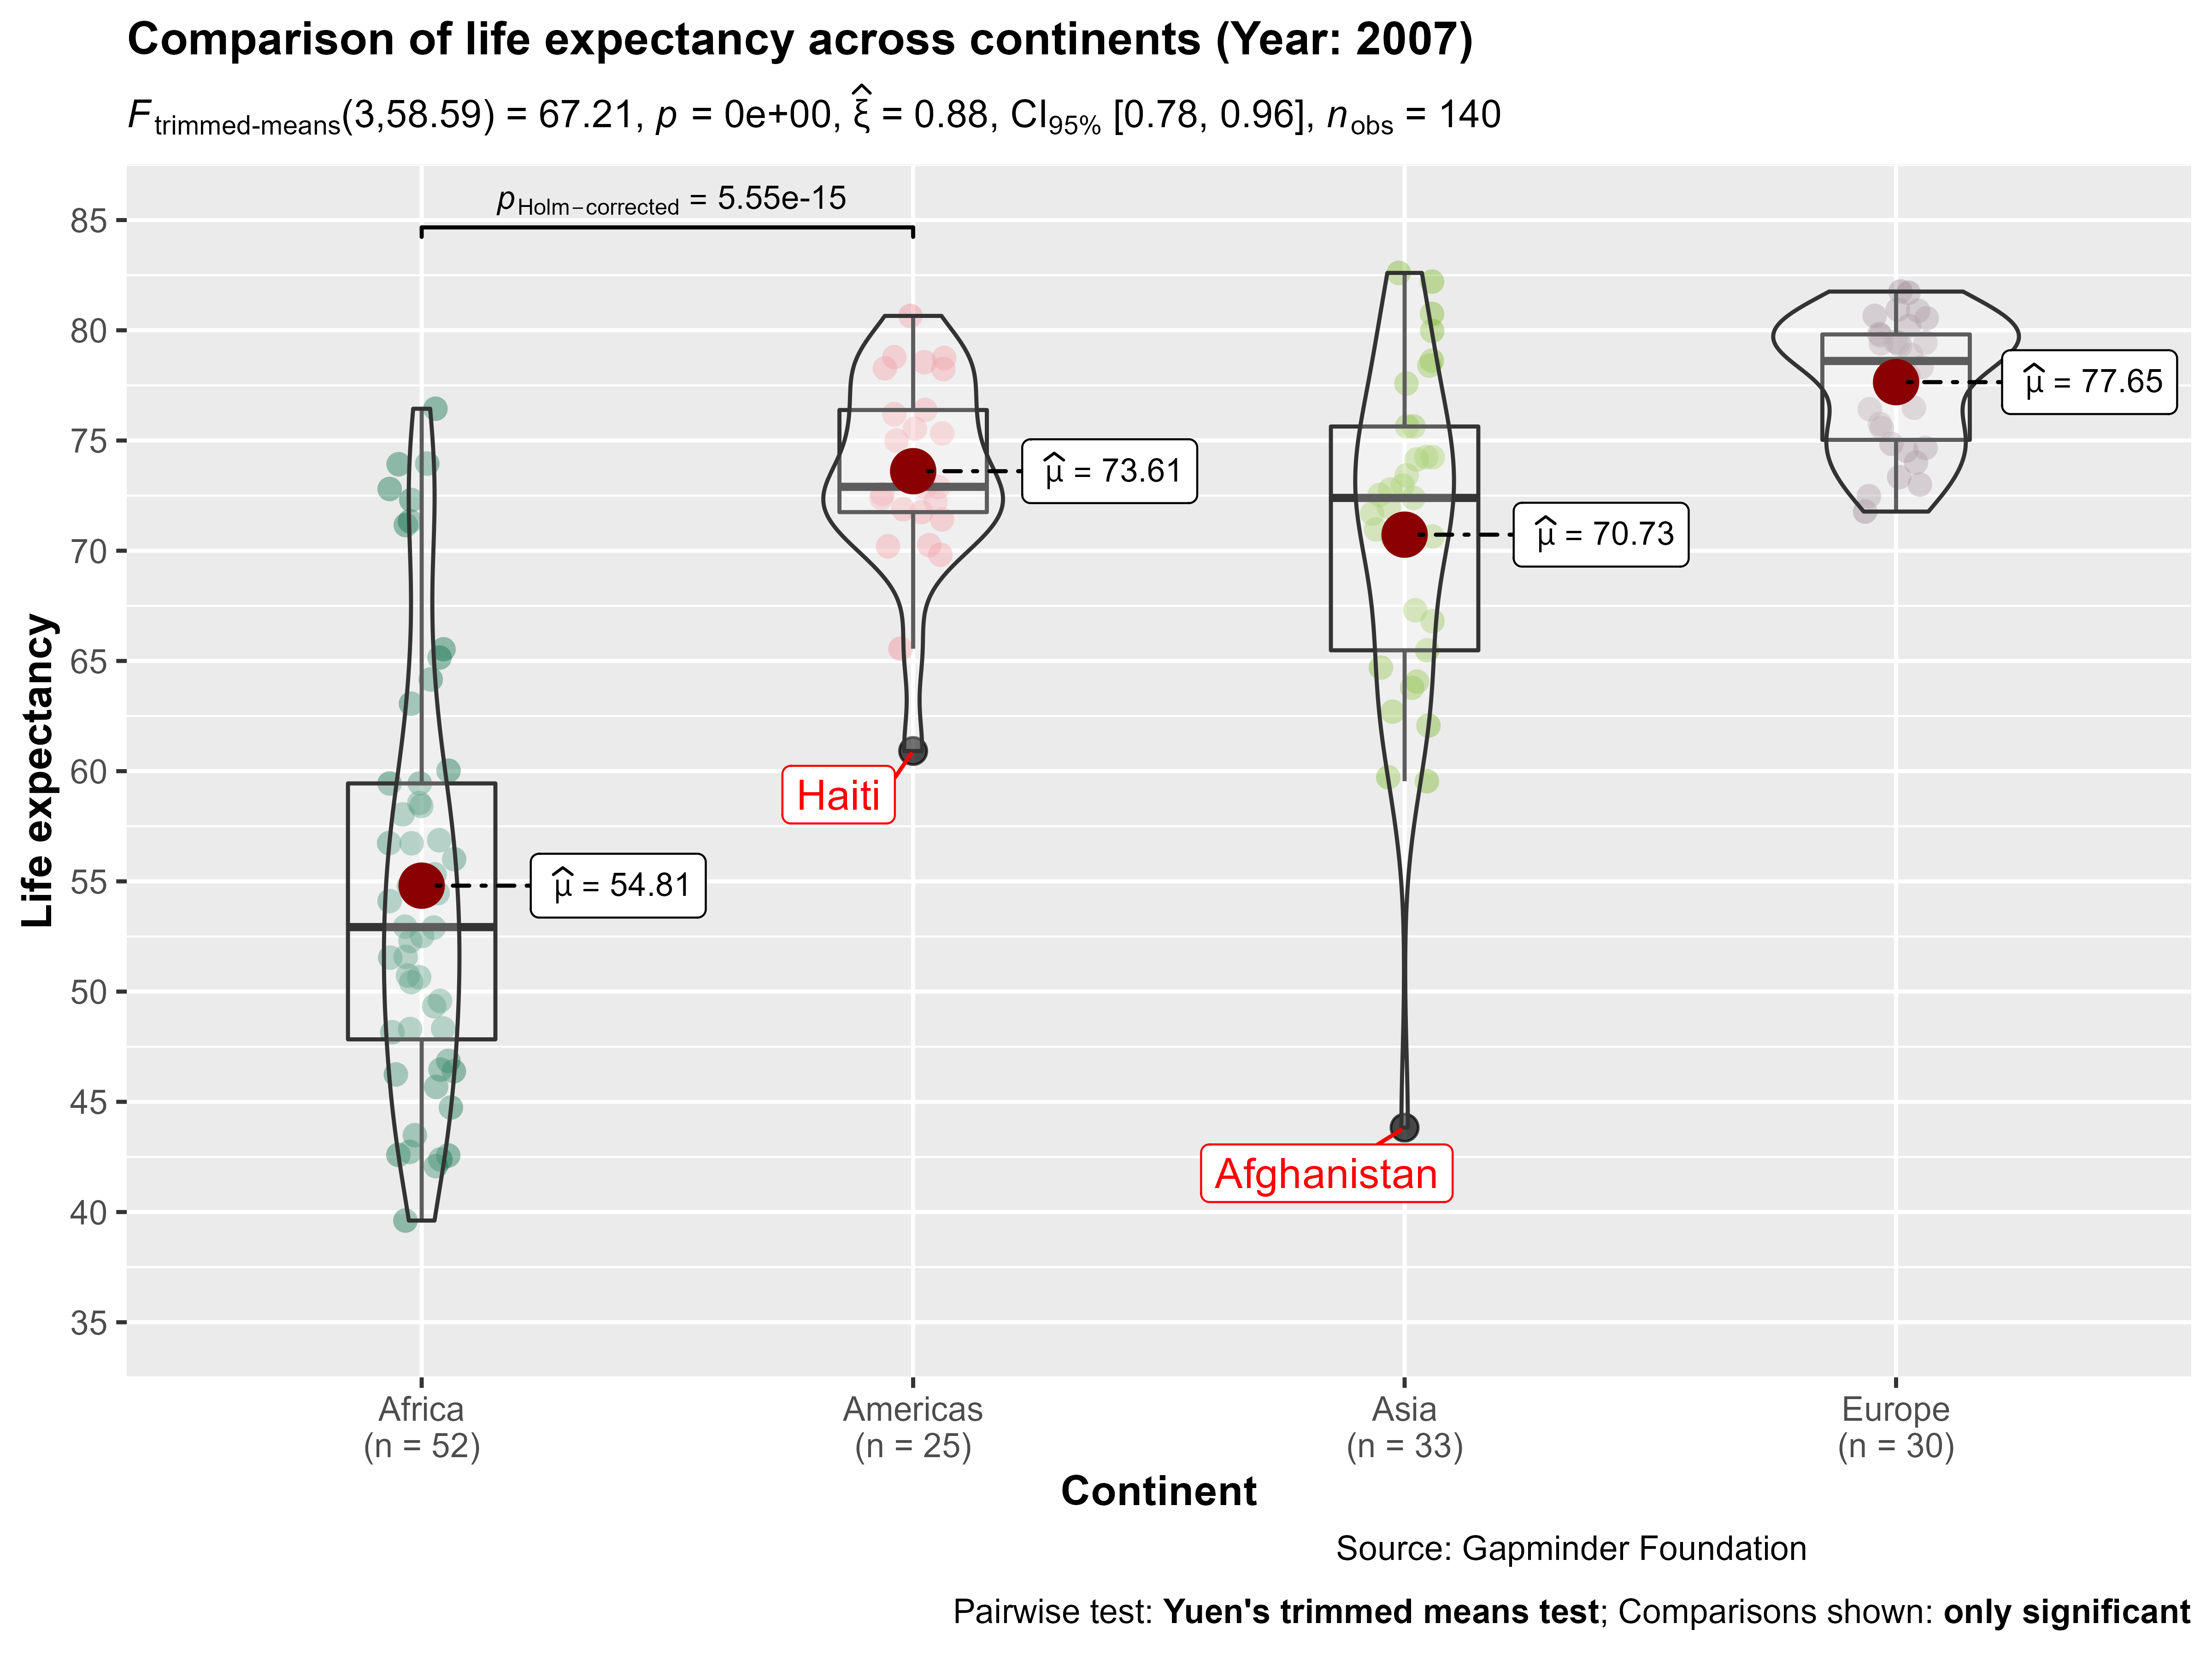 Comparison of life expectancy across continents (Year: 2007)
F trimmed-means(3,58.59) = 67.21, p = 0e+00, ξ̂ = 0.88, CI95% [0.78, 0.96], nobs = 140
pHolm−corrected = 5.55e-15
85
80
75
70
65
60
55
50
45
40
35
Life expectancy
μ̂ = 77.65
μ̂ = 73.61
μ̂ = 70.73
Haiti
μ̂ = 54.81
Afghanistan
Africa
(n = 52)
Americas
(n = 25)
Asia
(n = 33)
Europe
(n = 30)
Continent
Source: Gapminder Foundation
Pairwise test: Yuen's trimmed means test; Comparisons shown: only significant